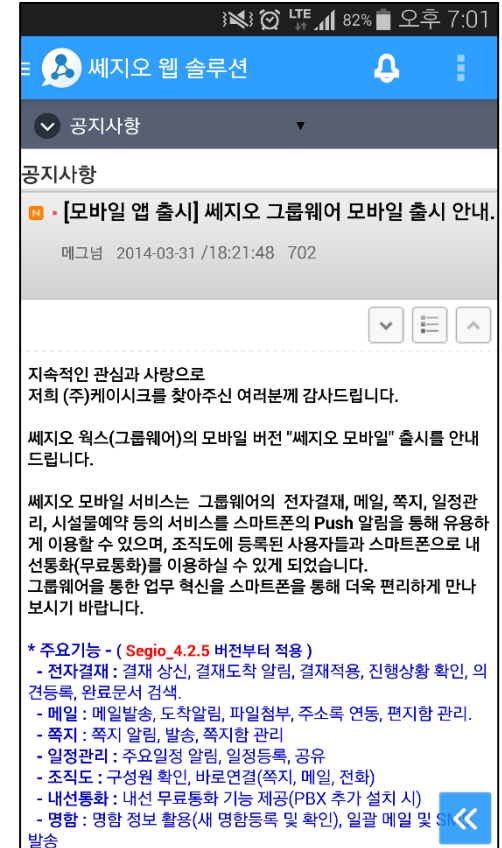 LTE 82% 오후 7:01
쎄지오 웹 솔루션
공지사항
공지사항
N [모바일 앱 출시] 쎄지오 그룹웨어 모바일 출시 안내.
메그넘 2014-03-31 /18:21:48 702
지속적인 관심과 사랑으로
저희 (주)케이시크를 찾아주신 여러분께 감사드립니다.
쎄지오 웍스(그룹웨어)의 모바일 버전 "쎄지오 모바일" 출시를 안내
드립니다.
쎄지오 모바일 서비스는 그룹웨어의 전자결재, 메일, 쪽지, 일정관
리, 시설물예약 등의 서비스를 스마트폰의 Push 알림을 통해 유용하
게 이용할 수 있으며, 조직도에 등록된 사용자들과 스마트폰으로 내
선통화(무료통화)를 이용하실 수 있게 되었습니다.
그룹웨어를 통한 업무 혁신을 스마트폰을 통해 더욱 편리하게 만나
보시기 바랍니다.
* 주요기능 - ( Segio_4.2.5 버전부터 적용 )
- 전자결재 : 결재 상신, 결재도착 알림, 결재적용, 진행상황 확인, 의
견등록, 완료문서 검색.
- 메일 : 메일발송, 도착알림, 파일첨부, 주소록 연동, 편지함 관리.
- 쪽지 : 쪽지 알림, 발송, 쪽지함 관리
- 일정관리 : 주요일정 알림, 일정등록, 공유
- 조직도 : 구성원 확인, 바로연결(쪽지, 메일, 전화)
- 내선통화 : 내선 무료통화 기능 제공(PBX 추가 설치 시)
- 명함 : 명함 정보 활용(새 명함등록 및 확인), 일괄 메일 및
발송